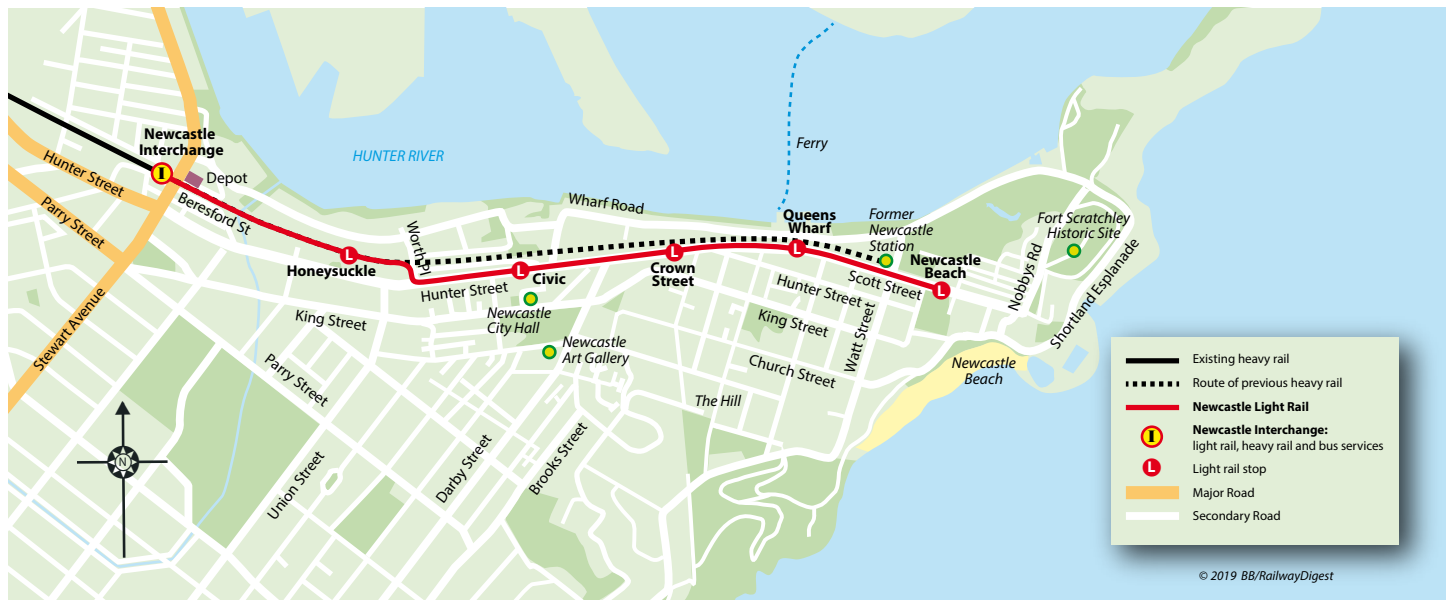 Newcastle
Interchange
Hunter Street
Parry Street
Stewart Avenue
Depot
Beresford St
HUNTER RIVER
Honeysuckle
Worth Pl
Wharf Road
Hunter Street
Civic
Newcastle
City Hall
Newcastle
Art Gallery
King Street
Parry Street
Union Street
Darby Street
Brooks Street
Crown
Street
Ferry
Queens
Wharf
Former
Newcastle
Station
Newcastle
Beach
Scott Street
Hunter Street
King Street
Church Street
Watt Street
The Hill
Fort Scratchley
Historic Site
Nobbys Rd
Shortland Esplanade
Newcastle
Beach
N
I
L
L
L
L
L
Existing heavy rail
Route of previous heavy rail
Newcastle Light Rail
I
Newcastle Interchange:
light rail, heavy rail and bus services
L
Light rail stop
Major Road
Secondary Road
© 2019 BB/RailwayDigest